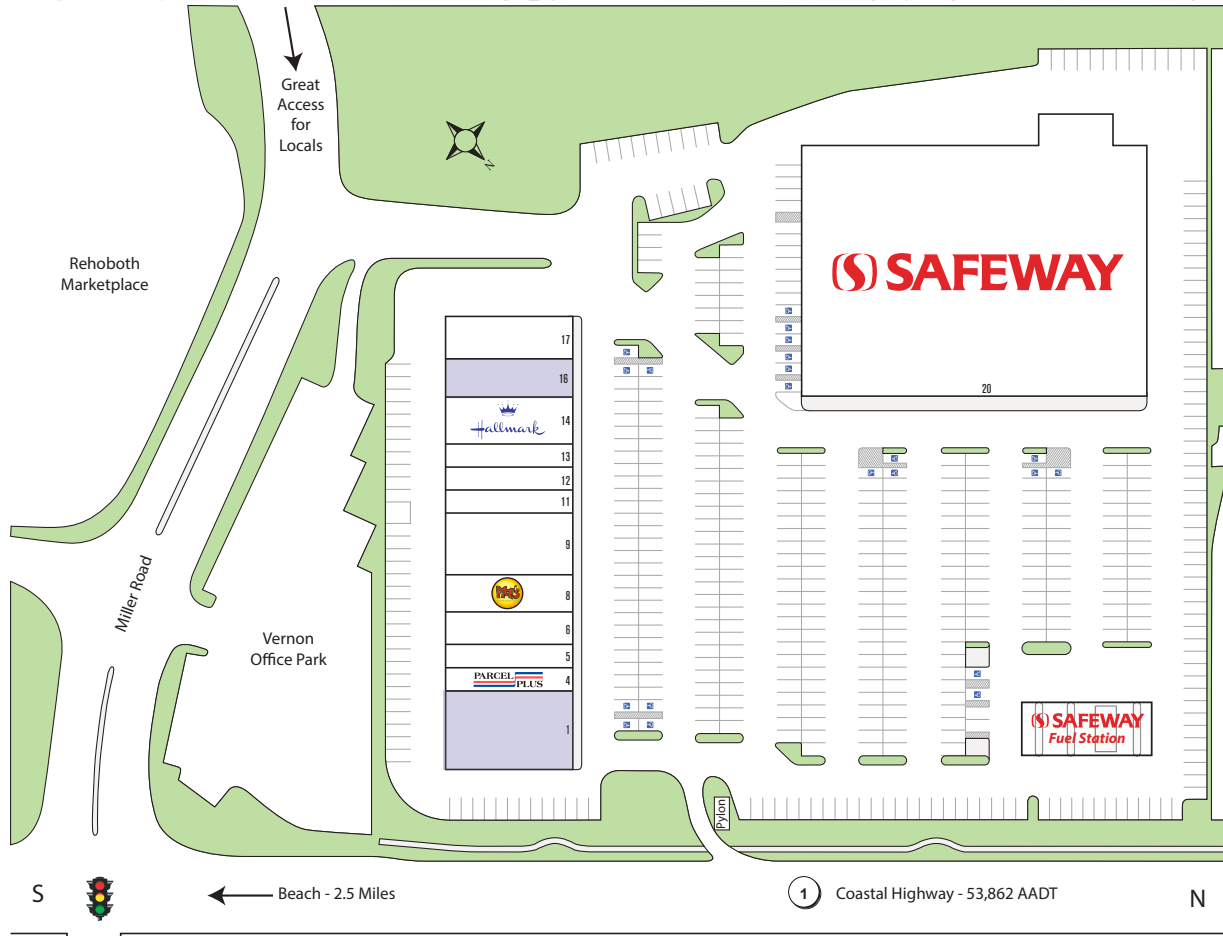 Great
Access
for
Locals
N
Rehoboth
Marketplace
SAFEWAY
20
17
16
Hallmark
14
13
12
11
9
Moe's
8
6
5
PARCEL PLUS
4
1
Miller Road
Vernon
Office Park
SAFEWAY
Fuel Station
Pylon
S
Beach - 2.5 Miles
1
Coastal Highway - 53,862 AADT
N